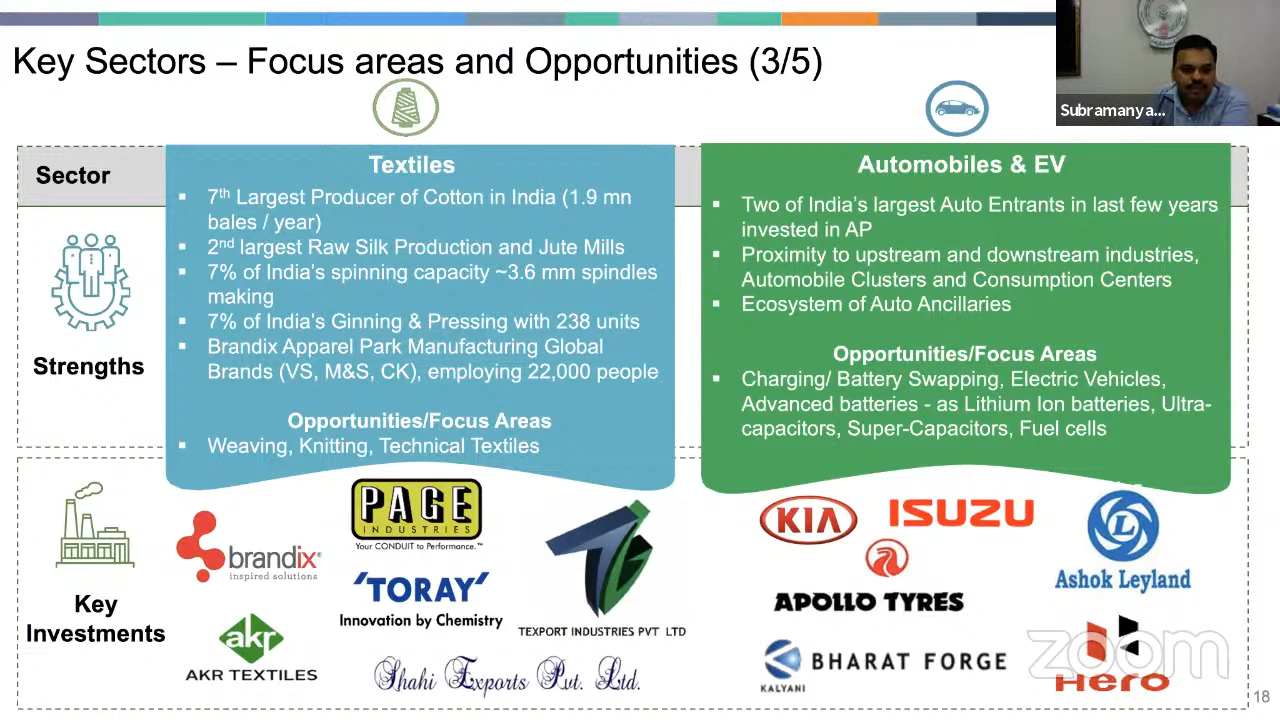 Key Sectors – Focus areas and Opportunities (3/5)
Subramanya...
Sector
Textiles
7th Largest Producer of Cotton in India (1.9 mn
bales / year)
2nd largest Raw Silk Production and Jute Mills
7% of India's spinning capacity ~3.6 mm spindles
making
7% of India's Ginning & Pressing with 238 units
Brandix Apparel Park Manufacturing Global
Brands (VS, M&S, CK), employing 22,000 people
Opportunities/Focus Areas
Weaving, Knitting, Technical Textiles
Automobiles & EV
Two of India's largest Auto Entrants in last few years
invested in AP
Proximity to upstream and downstream industries,
Automobile Clusters and Consumption Centers
Ecosystem of Auto Ancillaries
Opportunities/Focus Areas
Charging/ Battery Swapping, Electric Vehicles,
Advanced batteries - as Lithium Ion batteries, Ultra-
capacitors, Super-Capacitors, Fuel cells
Strengths
Key
Investments
brandix®
inspired solutions
PAGE
INDUSTRIES
Your CONDUIT to Performance.™
'TORAY'
Innovation by Chemistry
TEXPORT INDUSTRIES PVT LTD
akr
AKR TEXTILES
Shahi Exports Pvt. Ltd.
KIA
ISUZU
L
Ashok Leyland
APOLLO TYRES
KALYANI
BHARAT FORGE
Hero
zoom
18